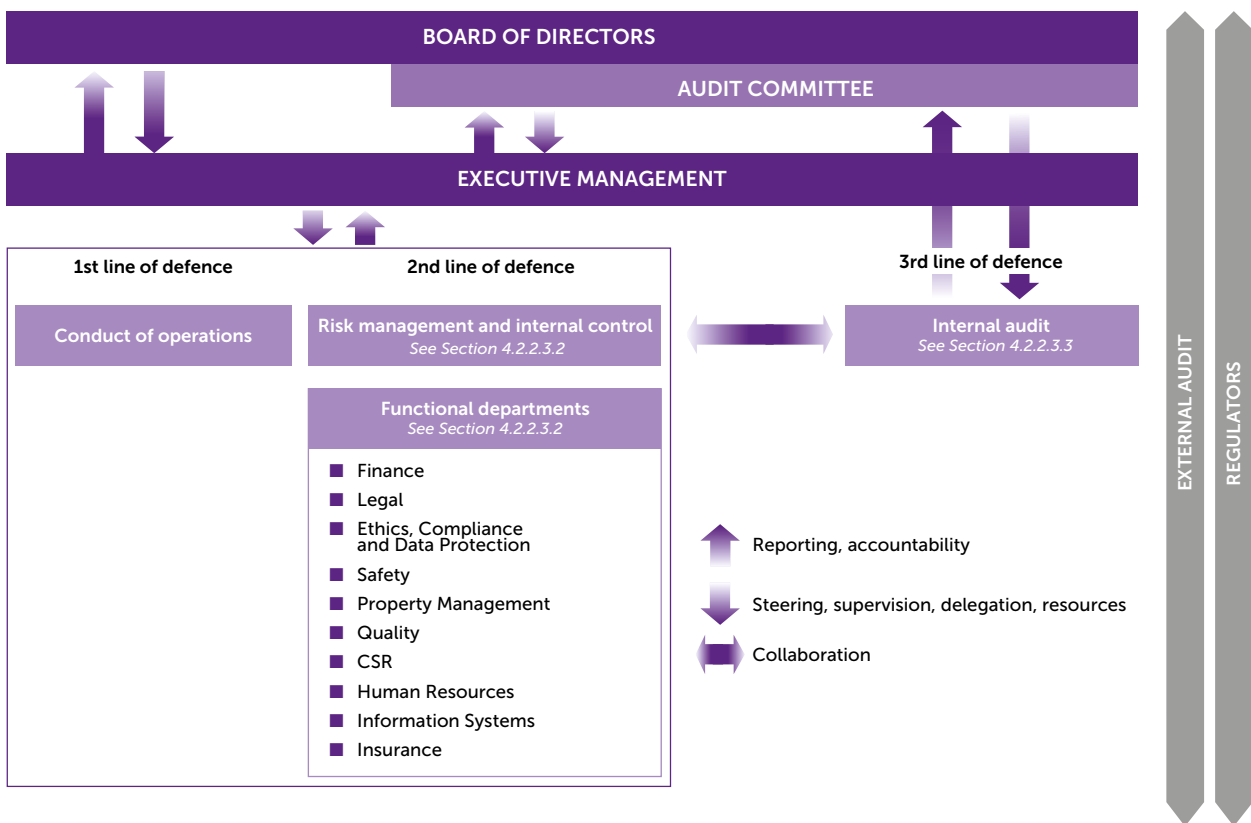 BOARD OF DIRECTORS
AUDIT COMMITTEE
EXECUTIVE MANAGEMENT
1st line of defence
2nd line of defence
3rd line of defence
Conduct of operations
Risk management and internal control
See Section 4.2.2.3.2
Internal audit
See Section 4.2.2.3.3
Functional departments
See Section 4.2.2.3.2
Finance
Legal
Ethics, Compliance
and Data Protection
Safety
Property Management
Quality
CSR
Human Resources
Information Systems
Insurance
Reporting, accountability
Steering, supervision, delegation, resources
Collaboration
EXTERNAL AUDIT
REGULATORS